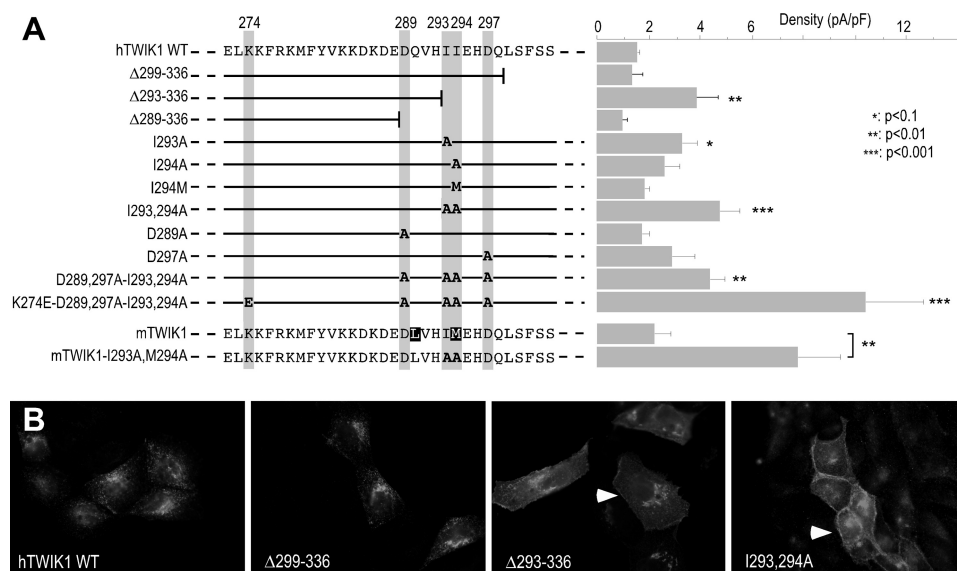 A
274 289 293 294 297
0 2 4 6 8 Density (pA/pF) 12
hTWIK1 WT ELKKFRKMFYVKKDKDEDQVHIIEHDQLSFSS
Δ299-336
Δ293-336 **
Δ289-336
*: p<0.1
**: p<0.01
***: p<0.001
I293A A *
I294A A
I294M M
I293,294A AA ***
D289A A
D297A A
D289,297A-I293,294A A AA A **
K274E-D289,297A-I293,294A E A AA A ***
mTWIK1 ELKKFRKMFYVKKDKDEDLVHIMEHDQLSFSS
**
mTWIK1-I293A,M294A ELKKFRKMFYVKKDKDEDLVHAAEHDQLSFSS
B
hTWIK1 WT
Δ299-336
Δ293-336
I293,294A